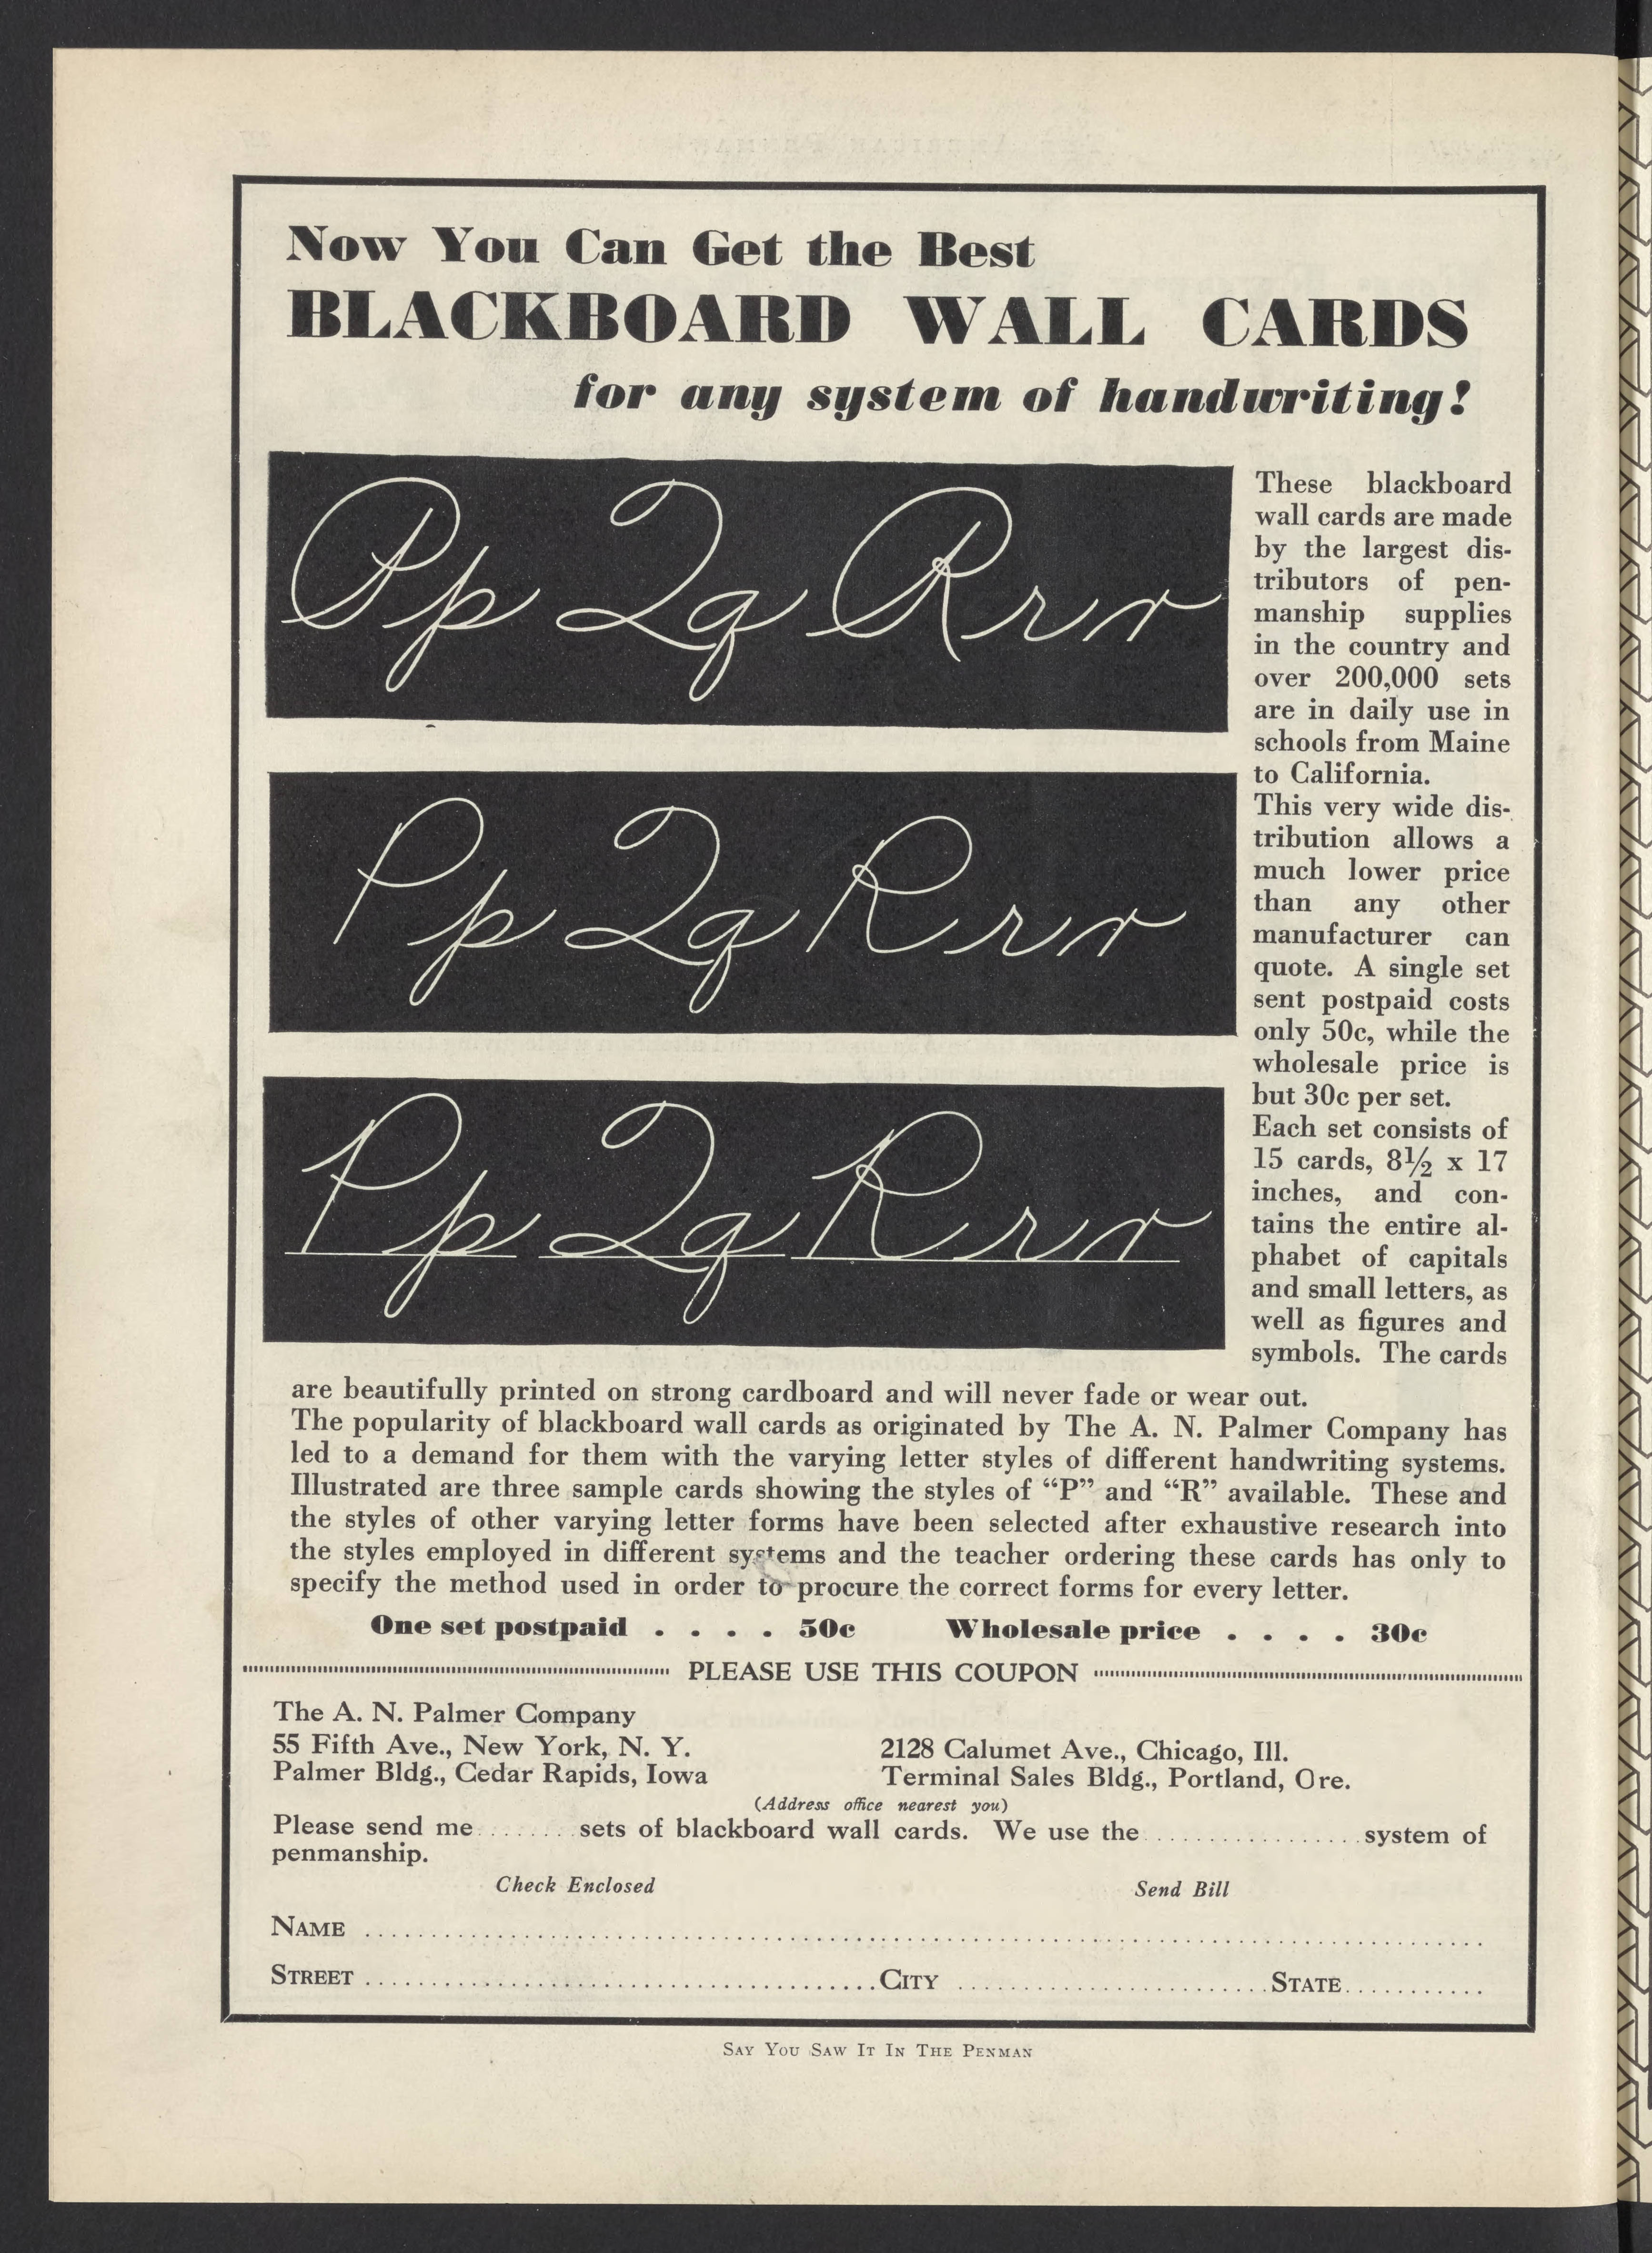 Now You Can Get the Best
BLACKBOARD WALL CARDS
for any system of handwriting!
P p Q q R r r
P p Q q R r r
P p Q q R r r
These blackboard
wall cards are made
by the largest dis-
tributors of pen-
manship supplies
in the country and
over 200,000 sets
are in daily use in
schools from Maine
to California.
This very wide dis-
tribution allows a
much lower price
than any other
manufacturer can
quote. A single set
sent postpaid costs
only 50c, while the
wholesale price is
but 30c per set.
Each set consists of
15 cards, 8½ x 17
inches, and con-
tains the entire al-
phabet of capitals
and small letters, as
well as figures and
symbols. The cards
are beautifully printed on strong cardboard and will never fade or wear out.
The popularity of blackboard wall cards as originated by The A. N. Palmer Company has
led to a demand for them with the varying letter styles of different handwriting systems.
Illustrated are three sample cards showing the styles of “P” and “R” available. These and
the styles of other varying letter forms have been selected after exhaustive research into
the styles employed in different systems and the teacher ordering these cards has only to
specify the method used in order to procure the correct forms for every letter.
One set postpaid . . . . 50c Wholesale price . . . . 30c
PLEASE USE THIS COUPON
The A. N. Palmer Company
55 Fifth Ave., New York, N. Y. 2128 Calumet Ave., Chicago, Ill.
Palmer Bldg., Cedar Rapids, Iowa Terminal Sales Bldg., Portland, Ore.
(Address office nearest you)
Please send me........sets of blackboard wall cards. We use the.................system of
penmanship.
Check Enclosed Send Bill
NAME ........................................................................
STREET .......................................CITY ........................STATE...........
SAY YOU SAW IT IN THE PENMAN